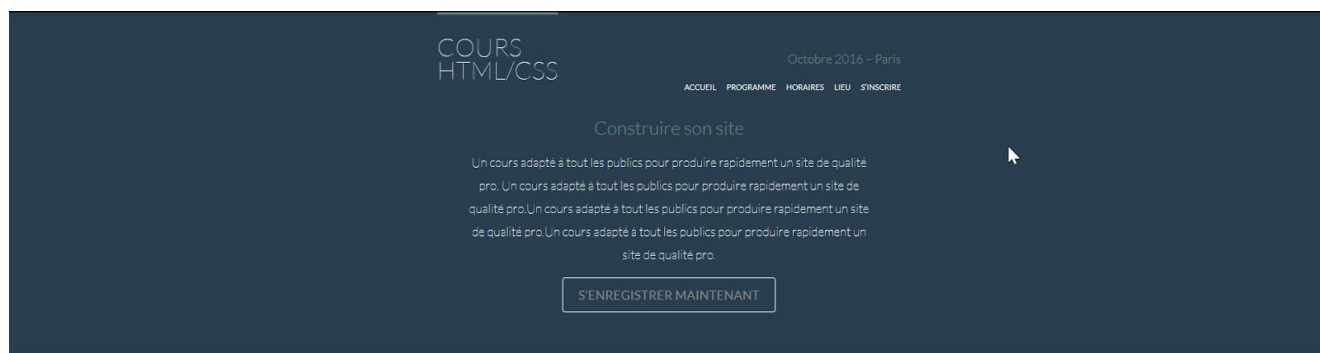 COURS
HTML/CSS
Octobre 2016 – Paris
ACCUEIL PROGRAMME HORAIRES LIEU S'INSCRIRE
Construire son site
Un cours adapté à tout les publics pour produire rapidement un site de qualité
pro. Un cours adapté à tout les publics pour produire rapidement un site de
qualité pro.Un cours adapté à tout les publics pour produire rapidement un site
de qualité pro.Un cours adapté à tout les publics pour produire rapidement un
site de qualité pro.
S'ENREGISTRER MAINTENANT